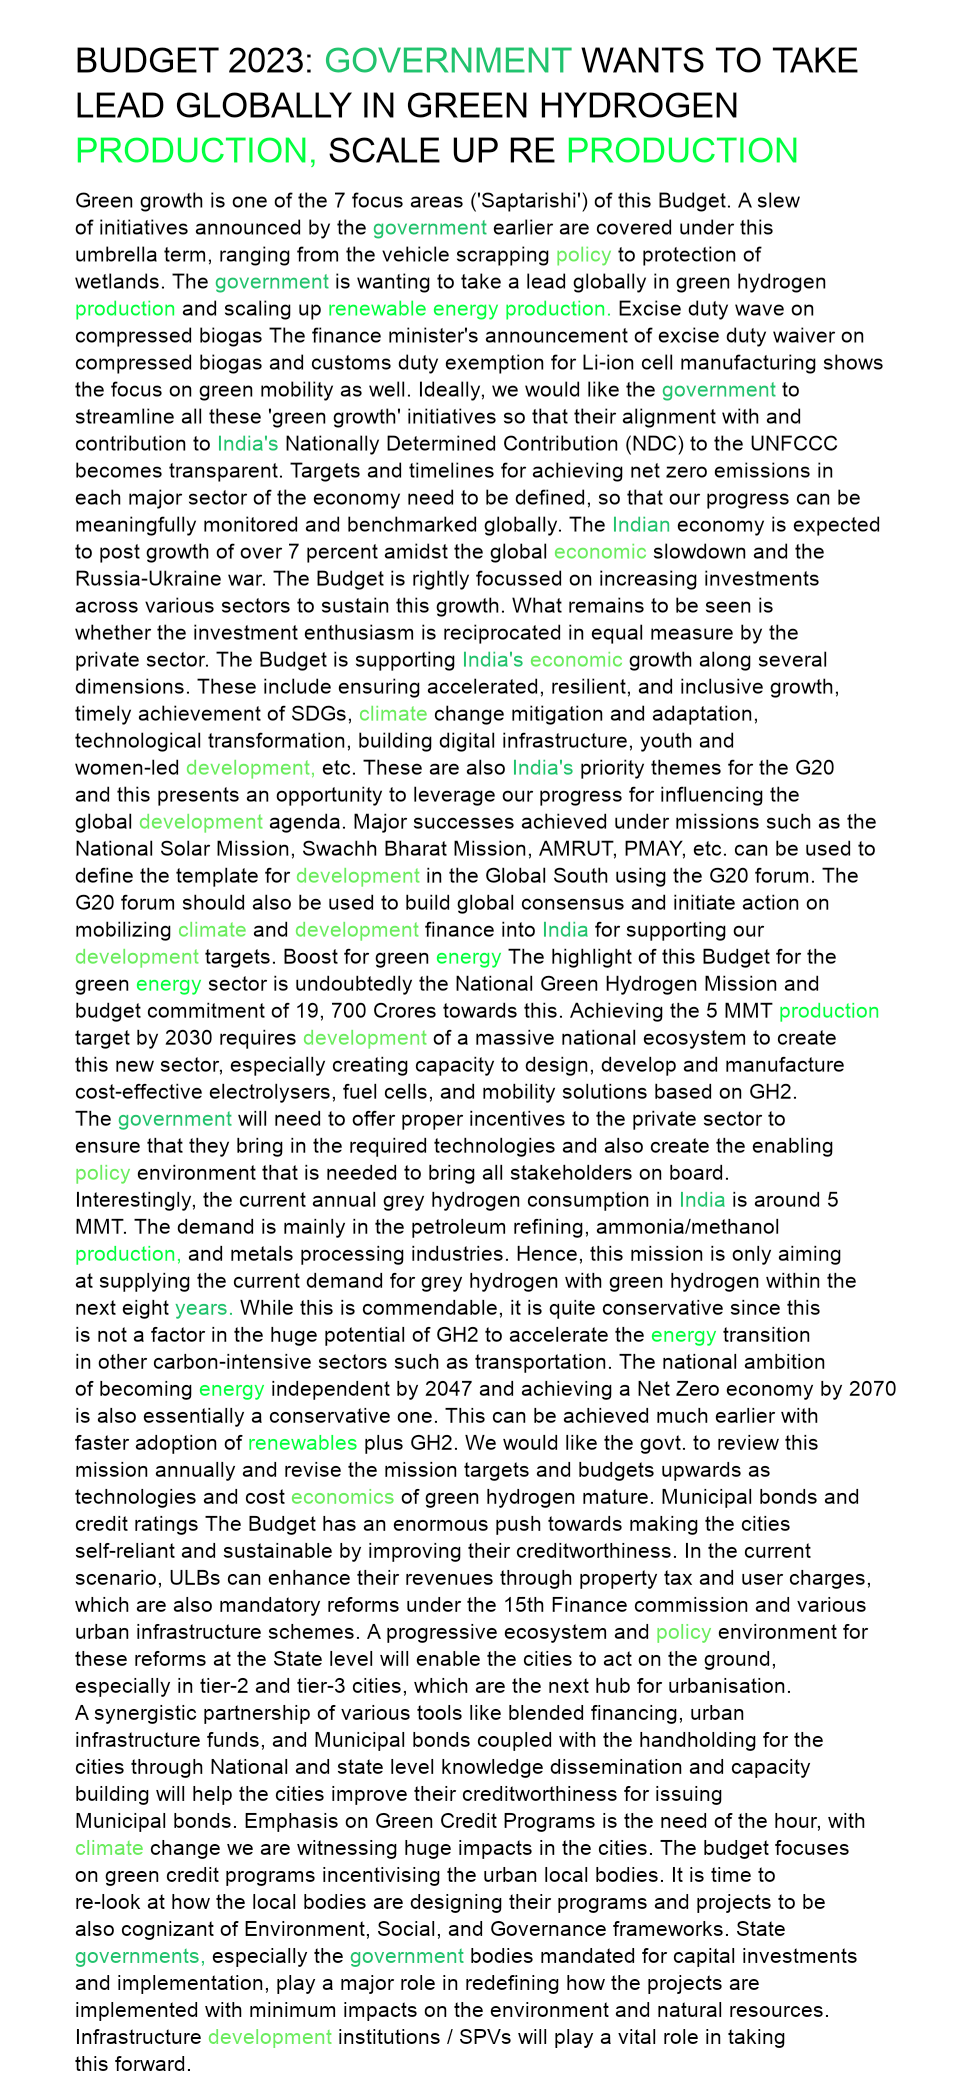 BUDGET 2023: GOVERNMENT WANTS TO TAKE
LEAD GLOBALLY IN GREEN HYDROGEN
PRODUCTION, SCALE UP RE PRODUCTION
Green growth is one of the 7 focus areas ('Saptarishi') of this Budget. A slew
of initiatives announced by the government earlier are covered under this
umbrella term, ranging from the vehicle scrapping policy to protection of
wetlands. The government is wanting to take a lead globally in green hydrogen
production and scaling up renewable energy production. Excise duty wave on
compressed biogas The finance minister's announcement of excise duty waiver on
compressed biogas and customs duty exemption for Li-ion cell manufacturing shows
the focus on green mobility as well. Ideally, we would like the government to
streamline all these 'green growth' initiatives so that their alignment with and
contribution to India's Nationally Determined Contribution (NDC) to the UNFCCC
becomes transparent. Targets and timelines for achieving net zero emissions in
each major sector of the economy need to be defined, so that our progress can be
meaningfully monitored and benchmarked globally. The Indian economy is expected
to post growth of over 7 percent amidst the global economic slowdown and the
Russia-Ukraine war. The Budget is rightly focussed on increasing investments
across various sectors to sustain this growth. What remains to be seen is
whether the investment enthusiasm is reciprocated in equal measure by the
private sector. The Budget is supporting India's economic growth along several
dimensions. These include ensuring accelerated, resilient, and inclusive growth,
timely achievement of SDGs, climate change mitigation and adaptation,
technological transformation, building digital infrastructure, youth and
women-led development, etc. These are also India's priority themes for the G20
and this presents an opportunity to leverage our progress for influencing the
global development agenda. Major successes achieved under missions such as the
National Solar Mission, Swachh Bharat Mission, AMRUT, PMAY, etc. can be used to
define the template for development in the Global South using the G20 forum. The
G20 forum should also be used to build global consensus and initiate action on
mobilizing climate and development finance into India for supporting our
development targets. Boost for green energy The highlight of this Budget for the
green energy sector is undoubtedly the National Green Hydrogen Mission and
budget commitment of 19, 700 Crores towards this. Achieving the 5 MMT production
target by 2030 requires development of a massive national ecosystem to create
this new sector, especially creating capacity to design, develop and manufacture
cost-effective electrolysers, fuel cells, and mobility solutions based on GH2.
The government will need to offer proper incentives to the private sector to
ensure that they bring in the required technologies and also create the enabling
policy environment that is needed to bring all stakeholders on board.
Interestingly, the current annual grey hydrogen consumption in India is around 5
MMT. The demand is mainly in the petroleum refining, ammonia/methanol
production, and metals processing industries. Hence, this mission is only aiming
at supplying the current demand for grey hydrogen with green hydrogen within the
next eight years. While this is commendable, it is quite conservative since this
is not a factor in the huge potential of GH2 to accelerate the energy transition
in other carbon-intensive sectors such as transportation. The national ambition
of becoming energy independent by 2047 and achieving a Net Zero economy by 2070
is also essentially a conservative one. This can be achieved much earlier with
faster adoption of renewables plus GH2. We would like the govt. to review this
mission annually and revise the mission targets and budgets upwards as
technologies and cost economics of green hydrogen mature. Municipal bonds and
credit ratings The Budget has an enormous push towards making the cities
self-reliant and sustainable by improving their creditworthiness. In the current
scenario, ULBs can enhance their revenues through property tax and user charges,
which are also mandatory reforms under the 15th Finance commission and various
urban infrastructure schemes. A progressive ecosystem and policy environment for
these reforms at the State level will enable the cities to act on the ground,
especially in tier-2 and tier-3 cities, which are the next hub for urbanisation.
A synergistic partnership of various tools like blended financing, urban
infrastructure funds, and Municipal bonds coupled with the handholding for the
cities through National and state level knowledge dissemination and capacity
building will help the cities improve their creditworthiness for issuing
Municipal bonds. Emphasis on Green Credit Programs is the need of the hour, with
climate change we are witnessing huge impacts in the cities. The budget focuses
on green credit programs incentivising the urban local bodies. It is time to
re-look at how the local bodies are designing their programs and projects to be
also cognizant of Environment, Social, and Governance frameworks. State
governments, especially the government bodies mandated for capital investments
and implementation, play a major role in redefining how the projects are
implemented with minimum impacts on the environment and natural resources.
Infrastructure development institutions / SPVs will play a vital role in taking
this forward.